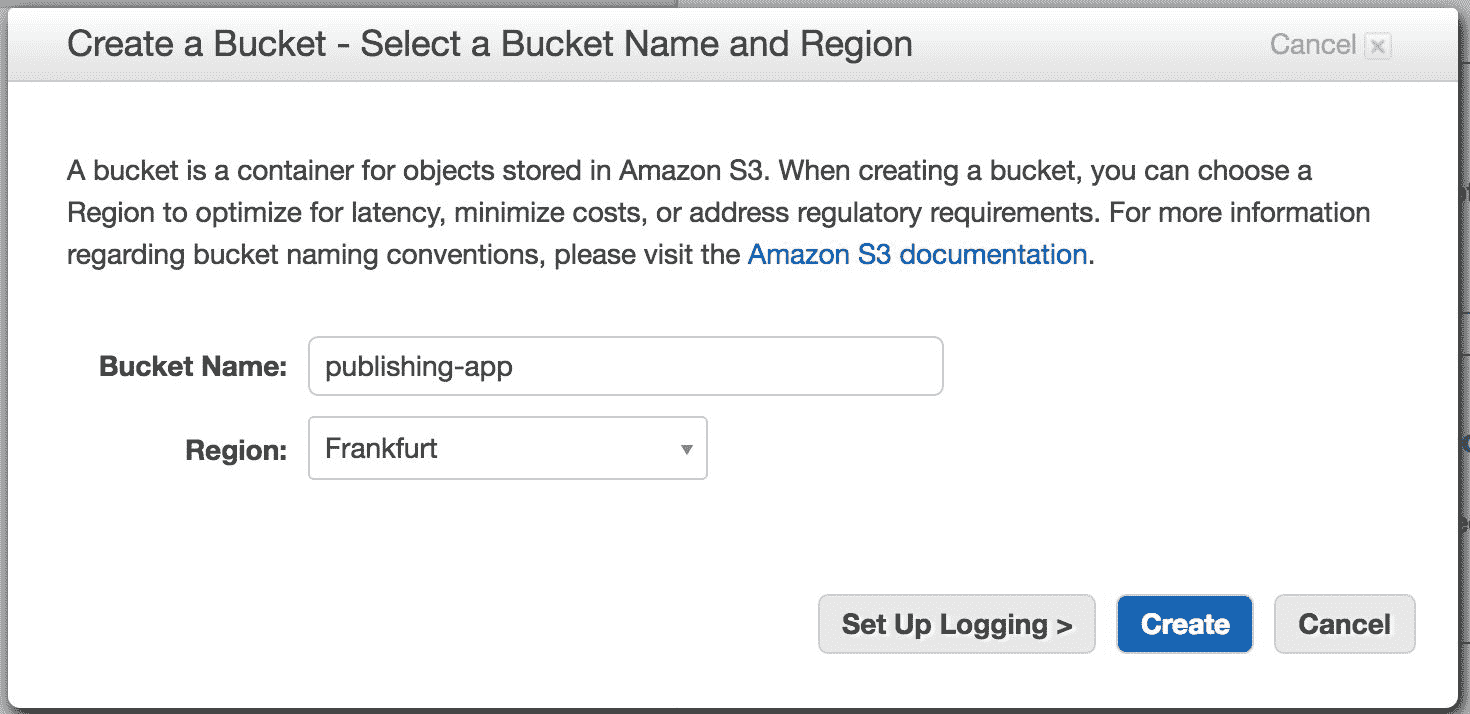 Create a Bucket - Select a Bucket Name and Region
Cancel x
A bucket is a container for objects stored in Amazon S3. When creating a bucket, you can choose a
Region to optimize for latency, minimize costs, or address regulatory requirements. For more information
regarding bucket naming conventions, please visit the Amazon S3 documentation.
Bucket Name: publishing-app
Region: Frankfurt
Set Up Logging > Create Cancel